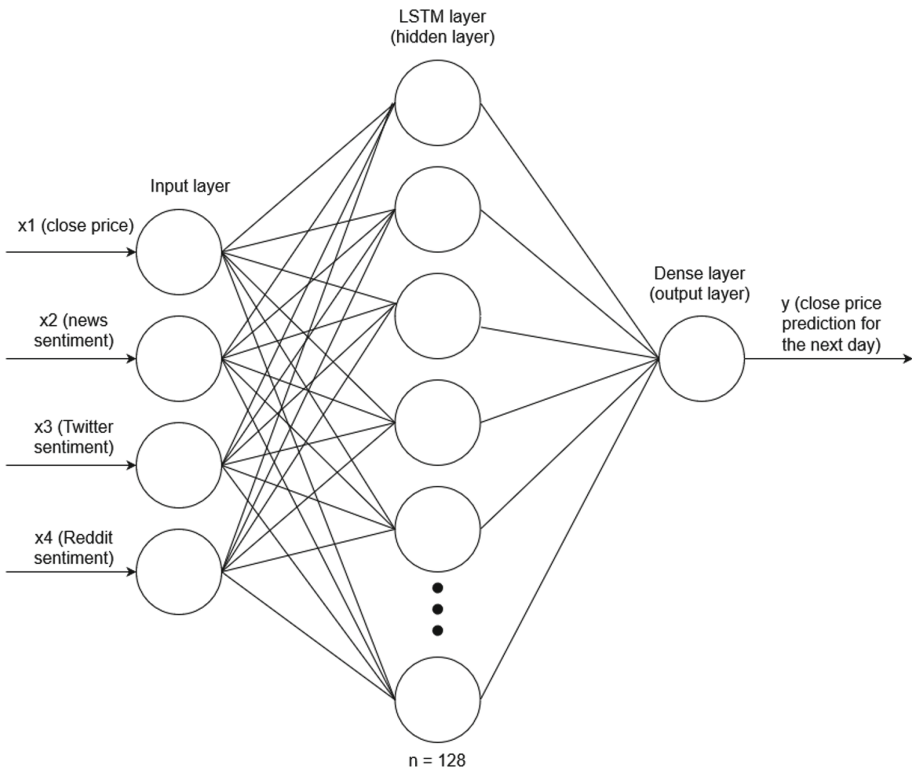 LSTM layer
(hidden layer)
Input layer
x1 (close price)
x2 (news
sentiment)
x3 (Twitter
sentiment)
x4 (Reddit
sentiment)
Dense layer
(output layer)
y (close price
prediction for
the next day)
n = 128